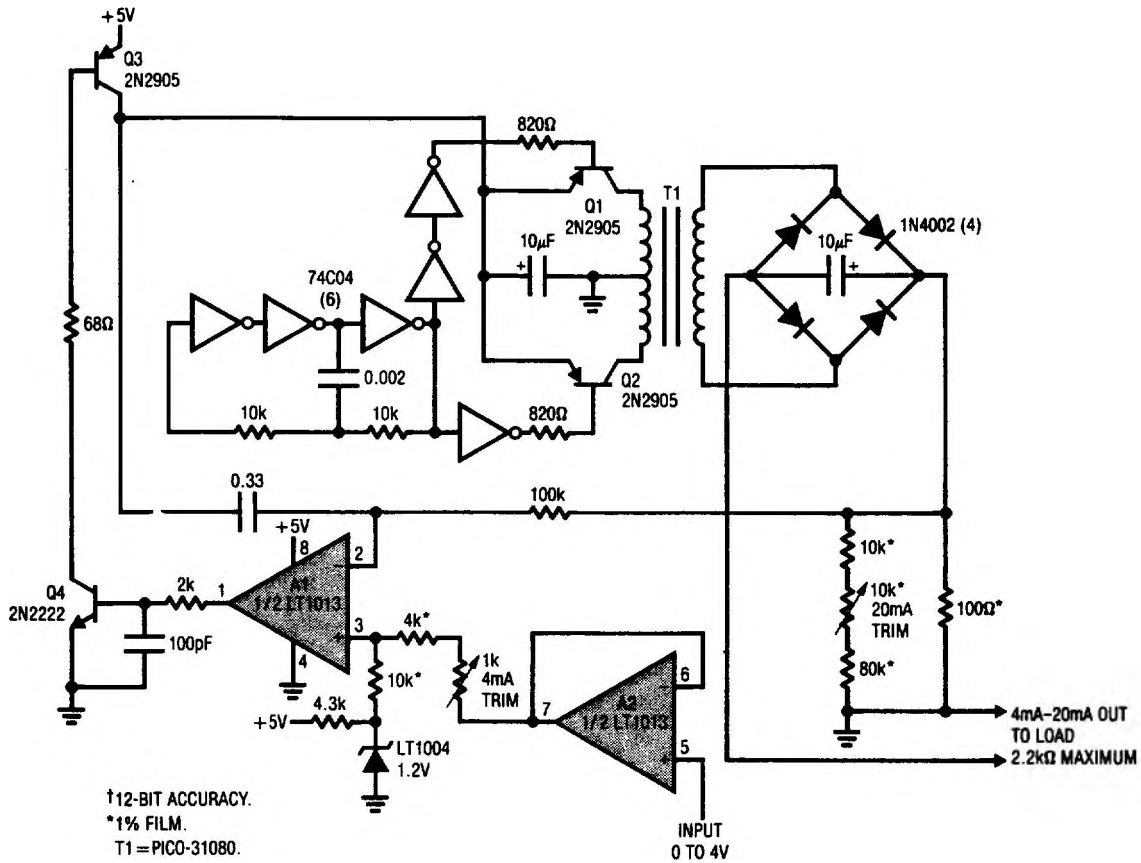 +5V
Q3
2N2905
820Ω
Q1
2N2905
T1
1N4002 (4)
10μF
+
10μF
+
74C04
(6)
68Ω
0.002
Q2
2N2905
10k
10k
820Ω
0.33
100k
+5V
8
2
−
A1
1/2 LT1013
1
2k
Q4
2N2222
100pF
3
+
4
4k*
10k*
1k
4mA
TRIM
4.3k
+5V
LT1004
1.2V
6
−
A2
1/2 LT1013
7
5
+
INPUT
0 TO 4V
10k*
10k*
20mA
TRIM
80k*
100Ω*
4mA–20mA OUT
TO LOAD
2.2kΩ MAXIMUM
†12-BIT ACCURACY.
*1% FILM.
T1=PICO-31080.